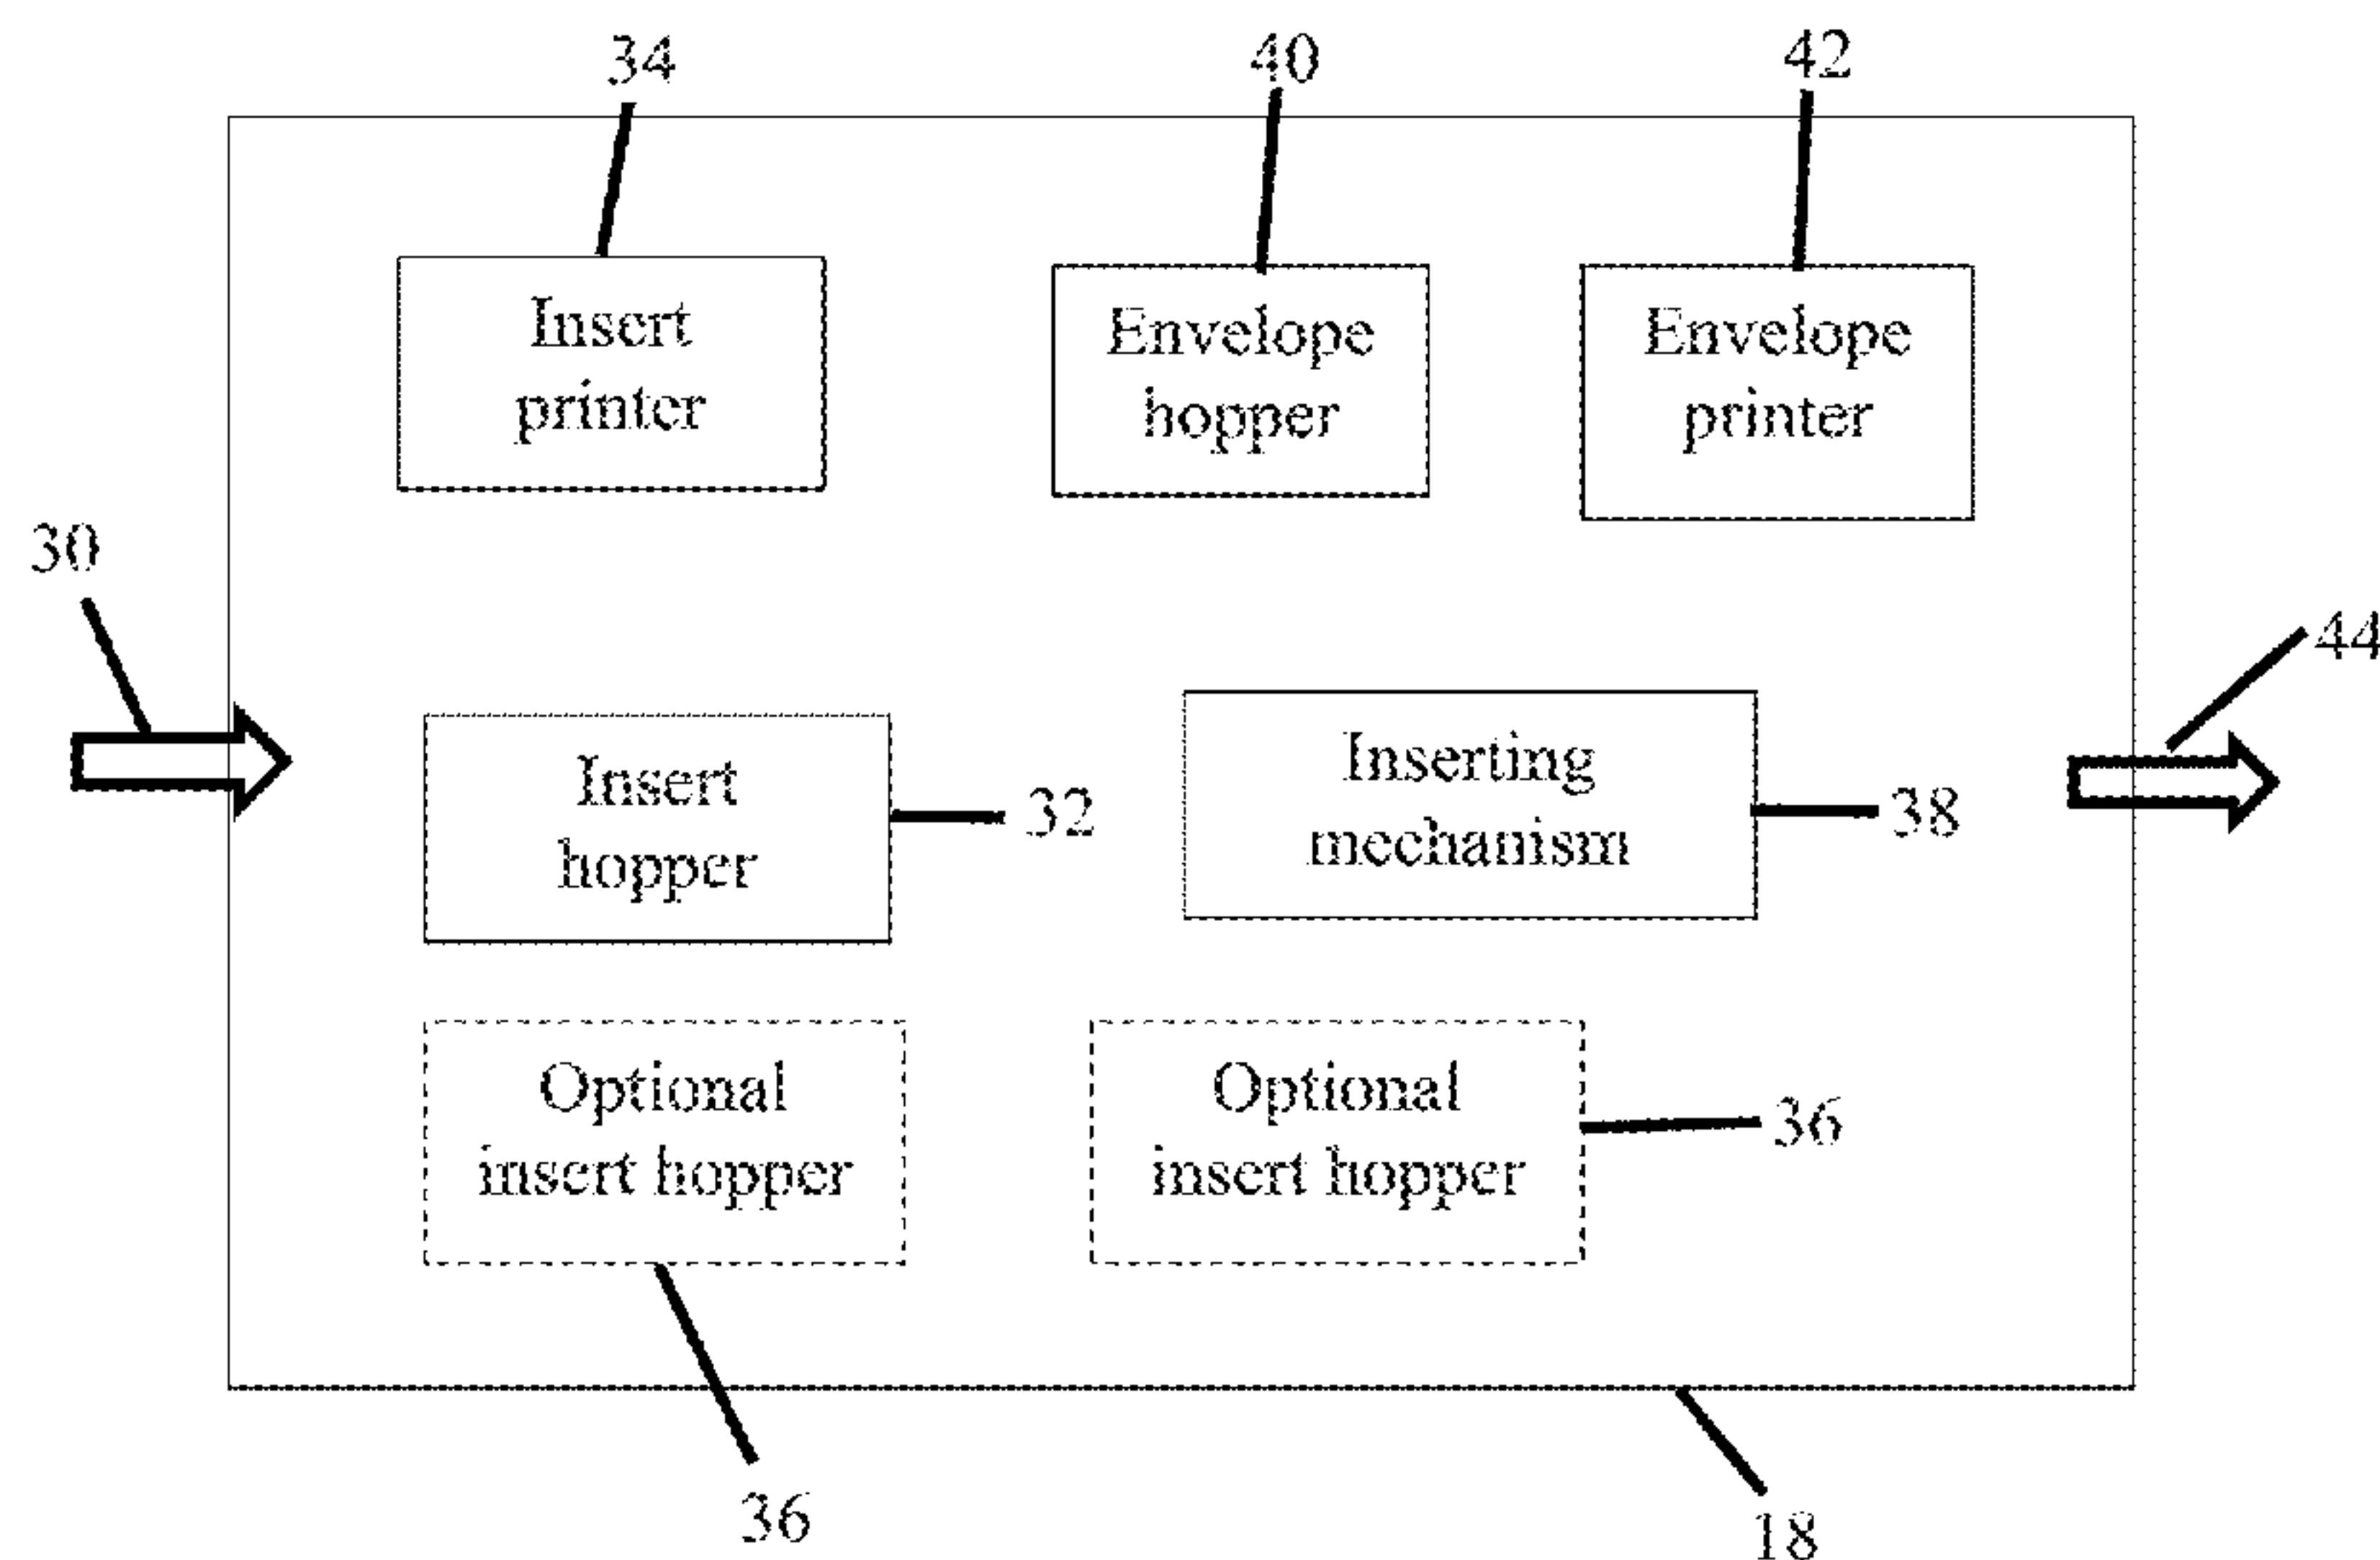 34
40
42
Insert
printer
Envelope
hopper
Envelope
printer
30
44
Insert
hopper
32
Inserting
mechanism
38
Optional
insert hopper
Optional
insert hopper
36
36
18